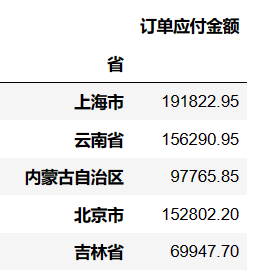 订单应付金额
省
上海市 191822.95
云南省 156290.95
内蒙古自治区 97765.85
北京市 152802.20
吉林省 69947.70